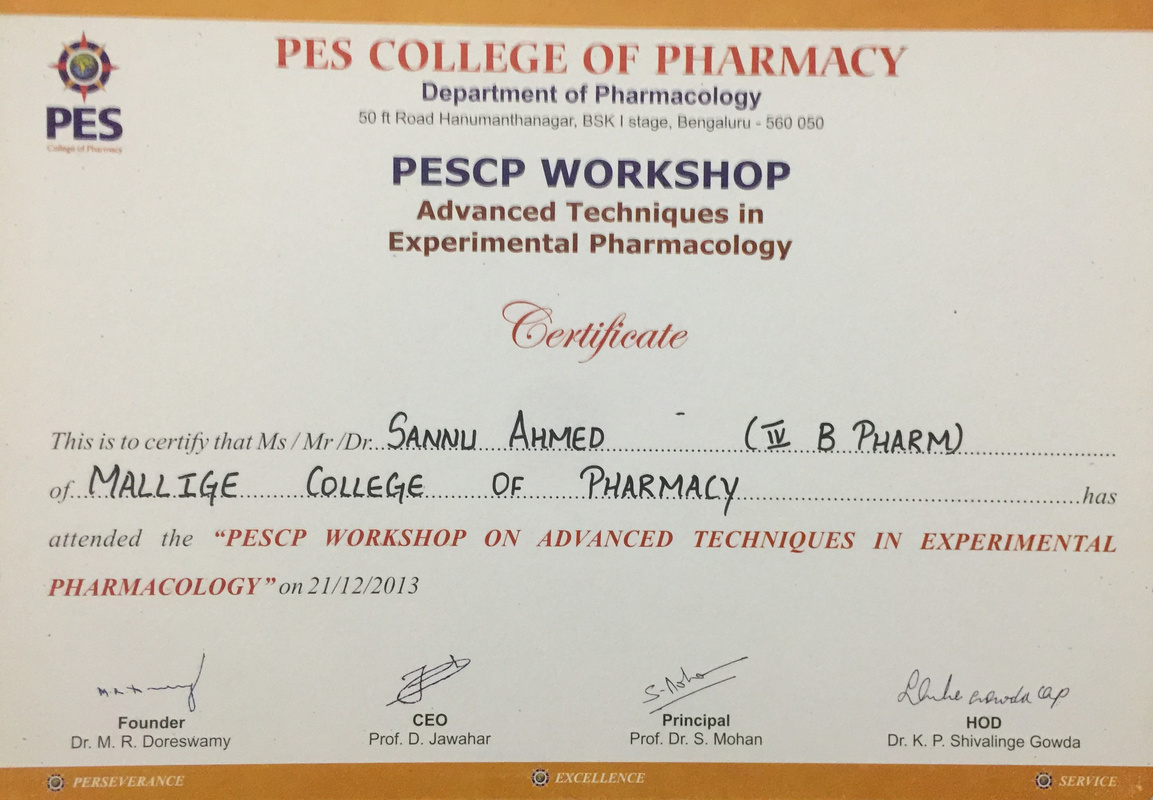 PES COLLEGE OF PHARMACY
Department of Pharmacology
50 ft Road Hanumanthanagar, BSK I stage, Bengaluru - 560 050
PES
College of Pharmacy
PESCP WORKSHOP
Advanced Techniques in
Experimental Pharmacology
Certificate
This is to certify that Ms / Mr /Dr. SANNU AHMED (IV B PHARM)
of MALLIGE COLLEGE OF PHARMACY has
attended the “PESCP WORKSHOP ON ADVANCED TECHNIQUES IN EXPERIMENTAL
PHARMACOLOGY” on 21/12/2013
S. Moha
Founder CEO Principal HOD
Dr. M. R. Doreswamy Prof. D. Jawahar Prof. Dr. S. Mohan Dr. K. P. Shivalinge Gowda
PERSEVERANCE EXCELLENCE SERVICE